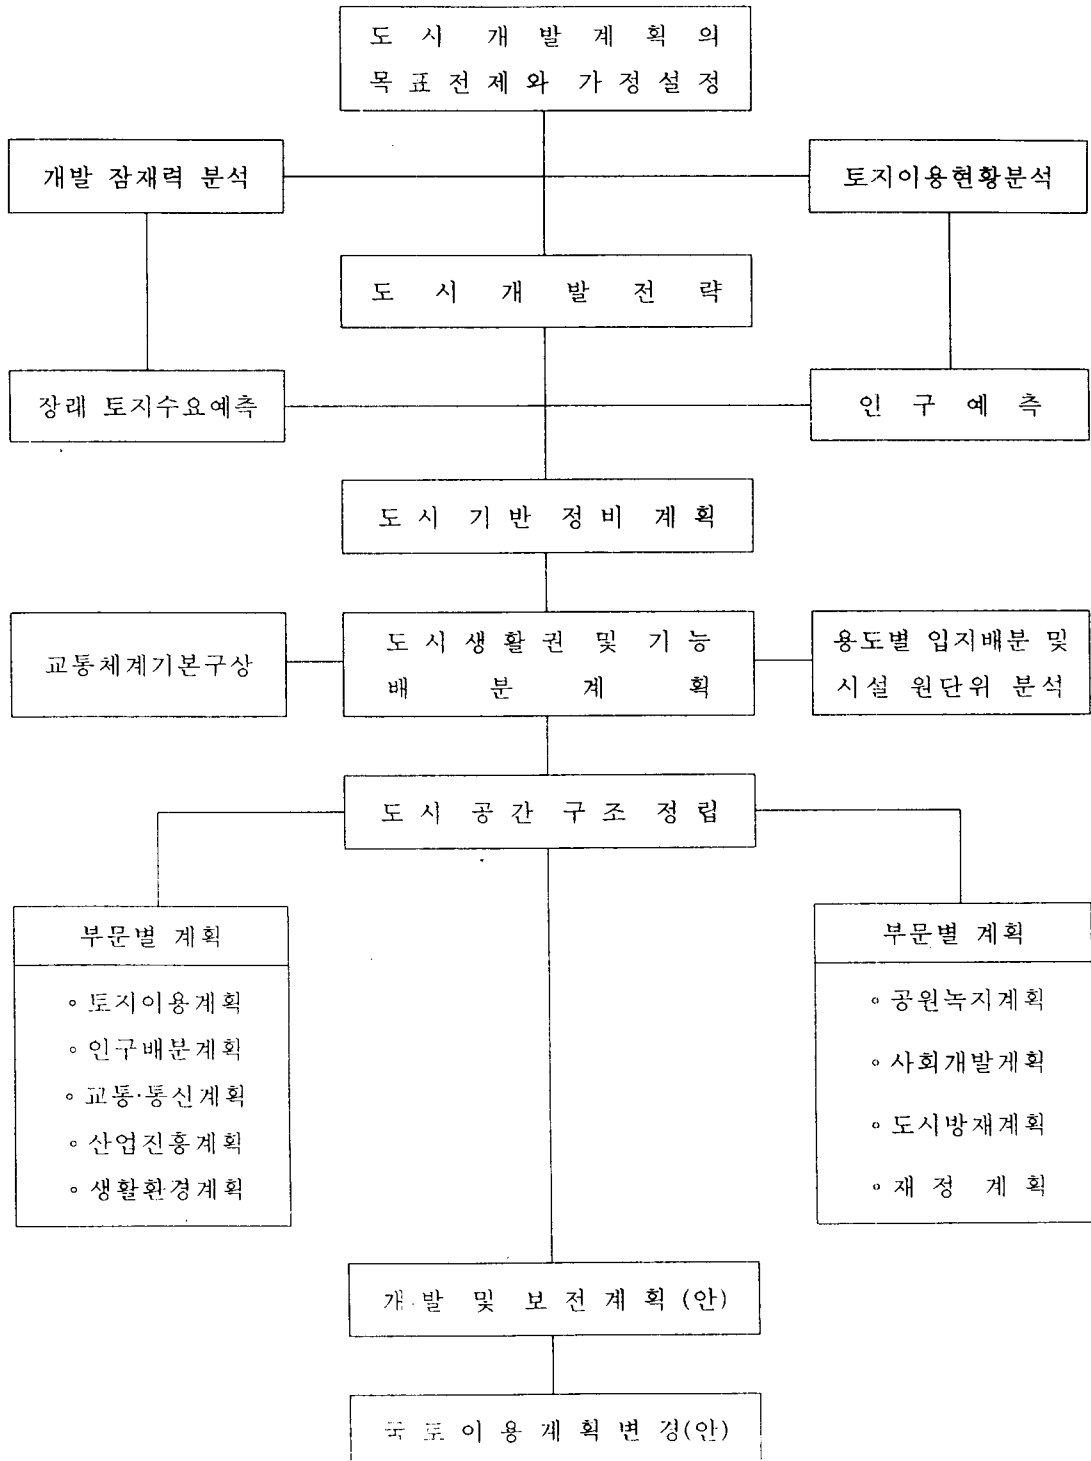 도 시 개 발 계 획 의
목 표 전 제 와 가 정 설 정
개발 잠재력 분석
토지이용현황분석
도 시 개 발 전 략
장래 토지수요예측
인 구 예 측
도 시 기 반 정 비 계 획
교통체계기본구상
도 시 생 활 권 및 기 능
배 분 계 획
용도별 입지배분 및
시설 원단위 분석
도 시 공 간 구 조 정 립
부문별 계획
◦ 토지이용계획
◦ 인구배분계획
◦ 교통·통신계획
◦ 산업진흥계획
◦ 생활환경계획
부문별 계획
◦ 공원녹지계획
◦ 사회개발계획
◦ 도시방재계획
◦ 재 정 계 획
개 발 및 보 전 계 획 (안)
국 토 이 용 계 획 변 경(안)